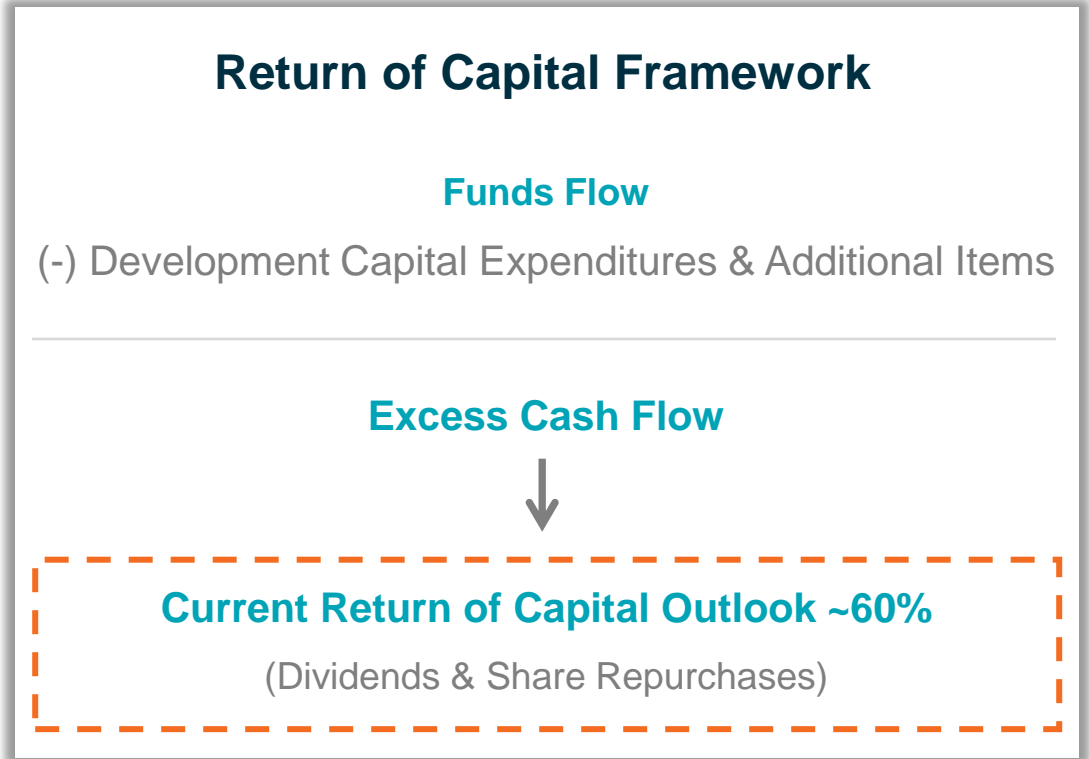 Return of Capital Framework
Funds Flow
(-) Development Capital Expenditures & Additional Items
Excess Cash Flow
Current Return of Capital Outlook ~60%
(Dividends & Share Repurchases)